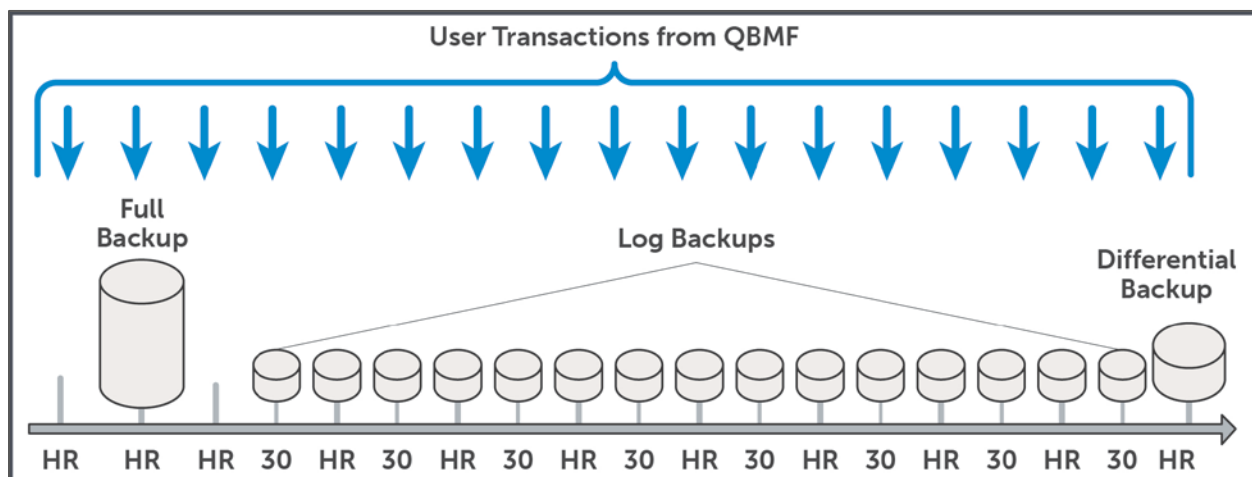 User Transactions from QBMF
Full
Backup
Log Backups
Differential
Backup
HR HR HR 30 HR 30 HR 30 HR 30 HR 30 HR 30 HR 30 HR 30 HR